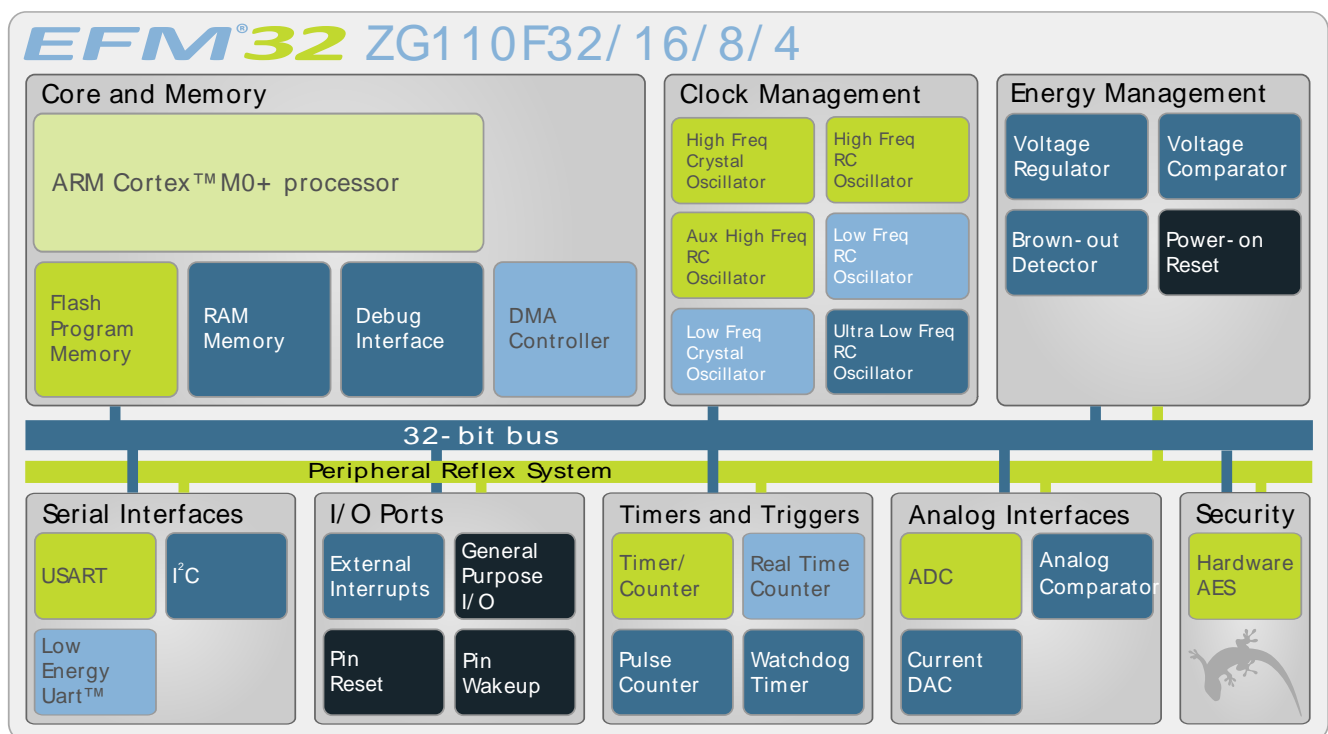 EFM®32 ZG110F32/16/8/4
Core and Memory
ARM Cortex™ M0+ processor
Flash
Program
Memory
RAM
Memory
Debug
Interface
DMA
Controller
Clock Management
High Freq
Crystal
Oscillator
High Freq
RC
Oscillator
Aux High Freq
RC
Oscillator
Low Freq
RC
Oscillator
Low Freq
Crystal
Oscillator
Ultra Low Freq
RC
Oscillator
Energy Management
Voltage
Regulator
Voltage
Comparator
Brown-out
Detector
Power-on
Reset
32-bit bus
Peripheral Reflex System
Serial Interfaces
USART
I²C
Low
Energy
Uart™
I/O Ports
External
Interrupts
General
Purpose
I/O
Pin
Reset
Pin
Wakeup
Timers and Triggers
Timer/
Counter
Real Time
Counter
Pulse
Counter
Watchdog
Timer
Analog Interfaces
ADC
Analog
Comparator
Current
DAC
Security
Hardware
AES